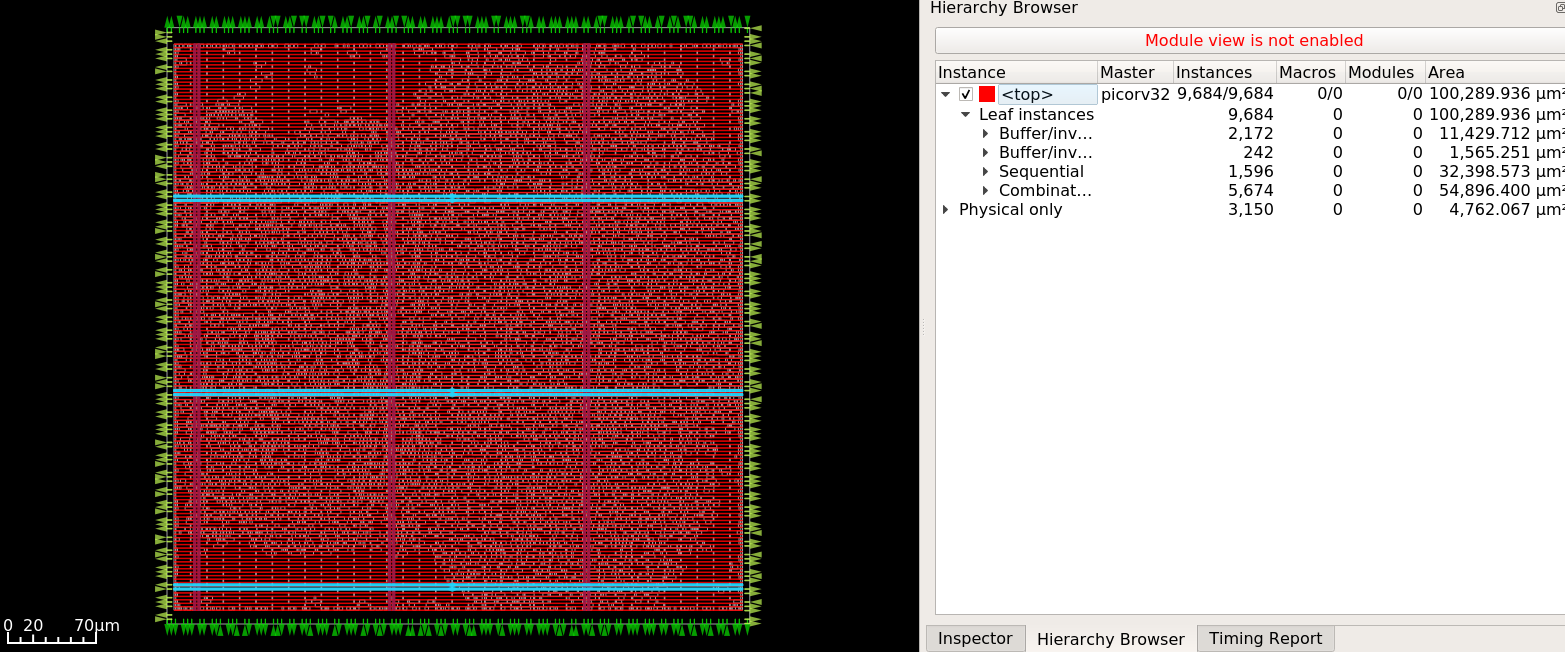 Hierarchy Browser
Module view is not enabled
Instance Master Instances Macros Modules Area
<top> picorv32 9,684/9,684 0/0 0/0 100,289.936 µm²
Leaf instances 9,684 0 0 100,289.936 µm²
Buffer/inv... 2,172 0 0 11,429.712 µm²
Buffer/inv... 242 0 0 1,565.251 µm²
Sequential 1,596 0 0 32,398.573 µm²
Combinat... 5,674 0 0 54,896.400 µm²
Physical only 3,150 0 0 4,762.067 µm²
0 20 70µm
Inspector Hierarchy Browser Timing Report